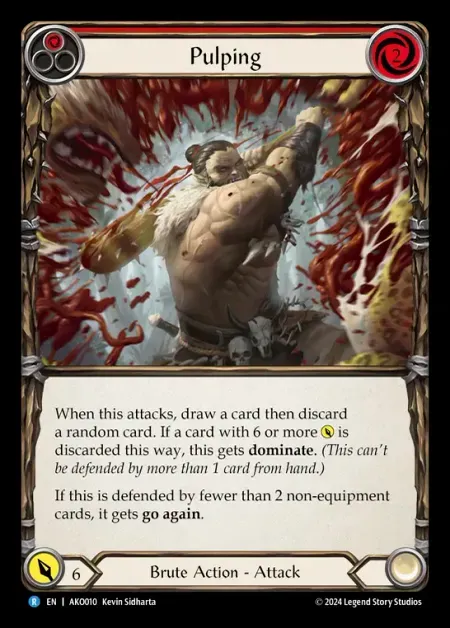 Pulping
2
When this attacks, draw a card then discard
a random card. If a card with 6 or more is
discarded this way, this gets dominate. (This can't
be defended by more than 1 card from hand.)
If this is defended by fewer than 2 non-equipment
cards, it gets go again.
6
Brute Action - Attack
R EN | AKO010 Kevin Sidharta
© 2024 Legend Story Studios